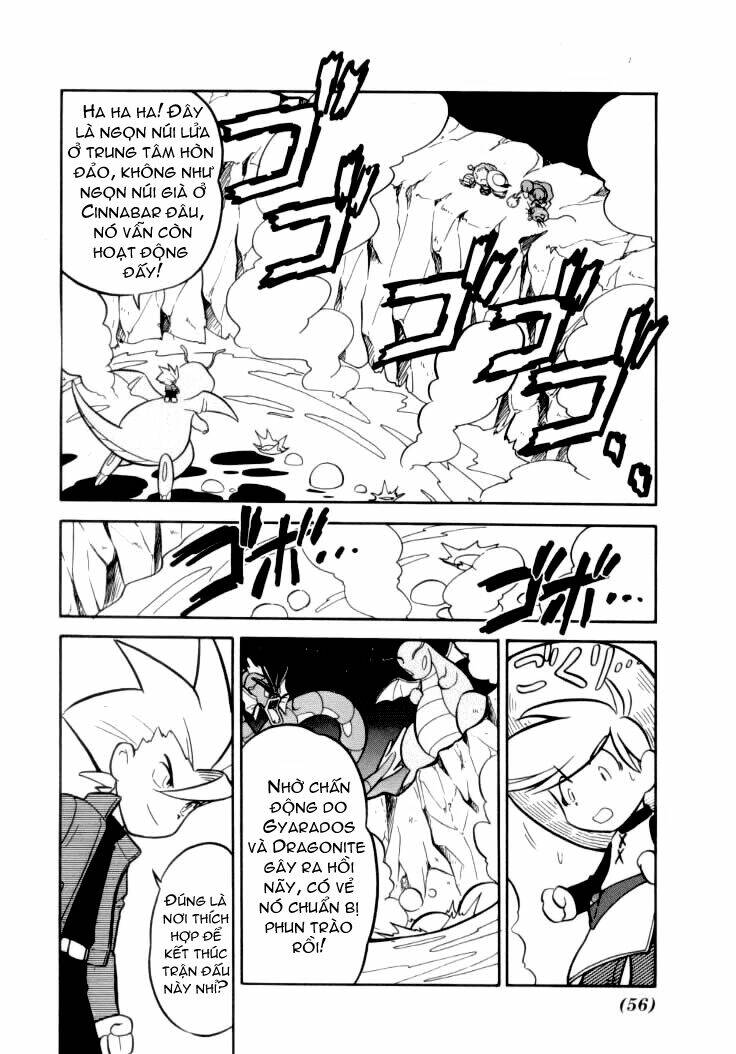 HA HA HA! ĐÂY
LÀ NGỌN NÚI LỬA
Ở TRUNG TÂM HÒN
ĐẢO, KHÔNG NHƯ
NGỌN NÚI GIÀ Ở
CINNABAR ĐÂU,
NÓ VẪN CÒN
HOẠT ĐỘNG
ĐẤY!
ゴゴゴゴゴ...
ゴボ...
ゴボ...
ごくり...
NHỜ CHẤN
ĐỘNG DO
GYARADOS
VÀ DRAGONITE
GÂY RA HỒI
NÃY, CÓ VẺ
NÓ CHUẨN BỊ
PHUN TRÀO
RỒI!
ĐÚNG LÀ
NƠI THÍCH
HỢP ĐỂ
KẾT THÚC
TRẬN ĐẤU
NÀY NHỈ?
(56)